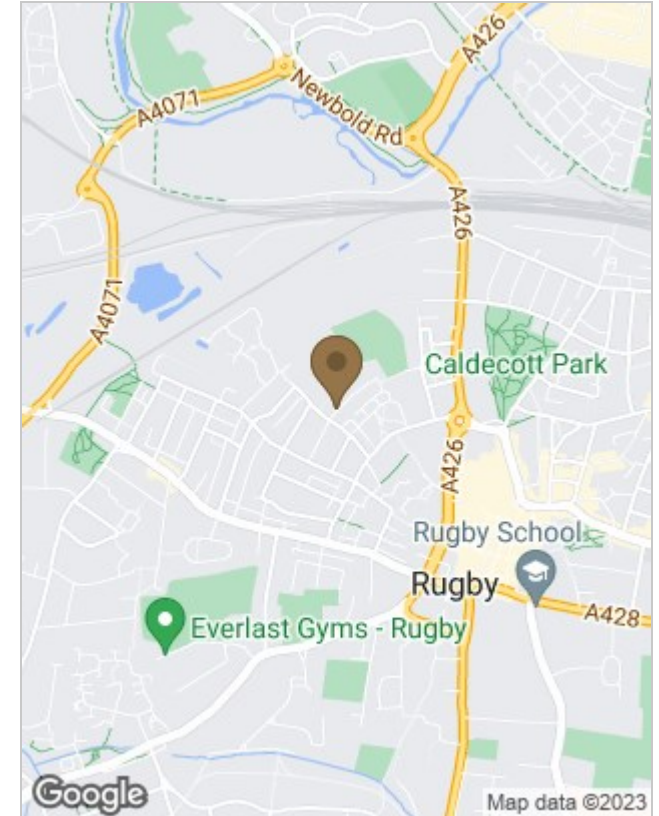 A426
A4071
Newbold Rd
A426
A4071
Caldecott Park
A426
Rugby School
Rugby
A428
Everlast Gyms - Rugby
Google
Map data ©2023